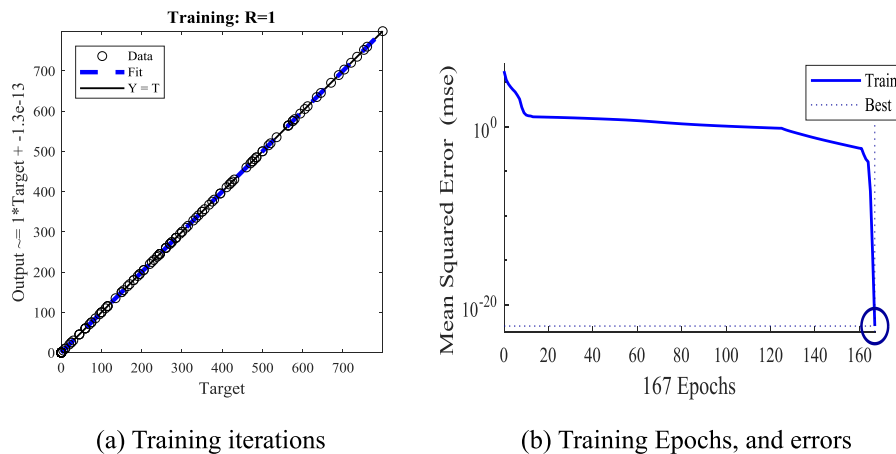 Training: R=1
Data
Fit
Y = T
Output ~= 1*Target + -1.3e-13
700
600
500
400
300
200
100
0
0 100 200 300 400 500 600 700
Target
(a) Training iterations
Train
Best
Mean Squared Error (mse)
10^0
10^-20
0 20 40 60 80 100 120 140 160
167 Epochs
(b) Training Epochs, and errors